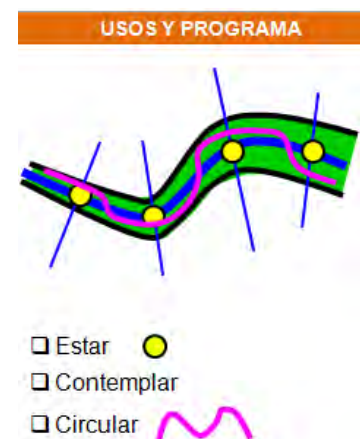 USOS Y PROGRAMA
❑ Estar
❑ Contemplar
❑ Circular